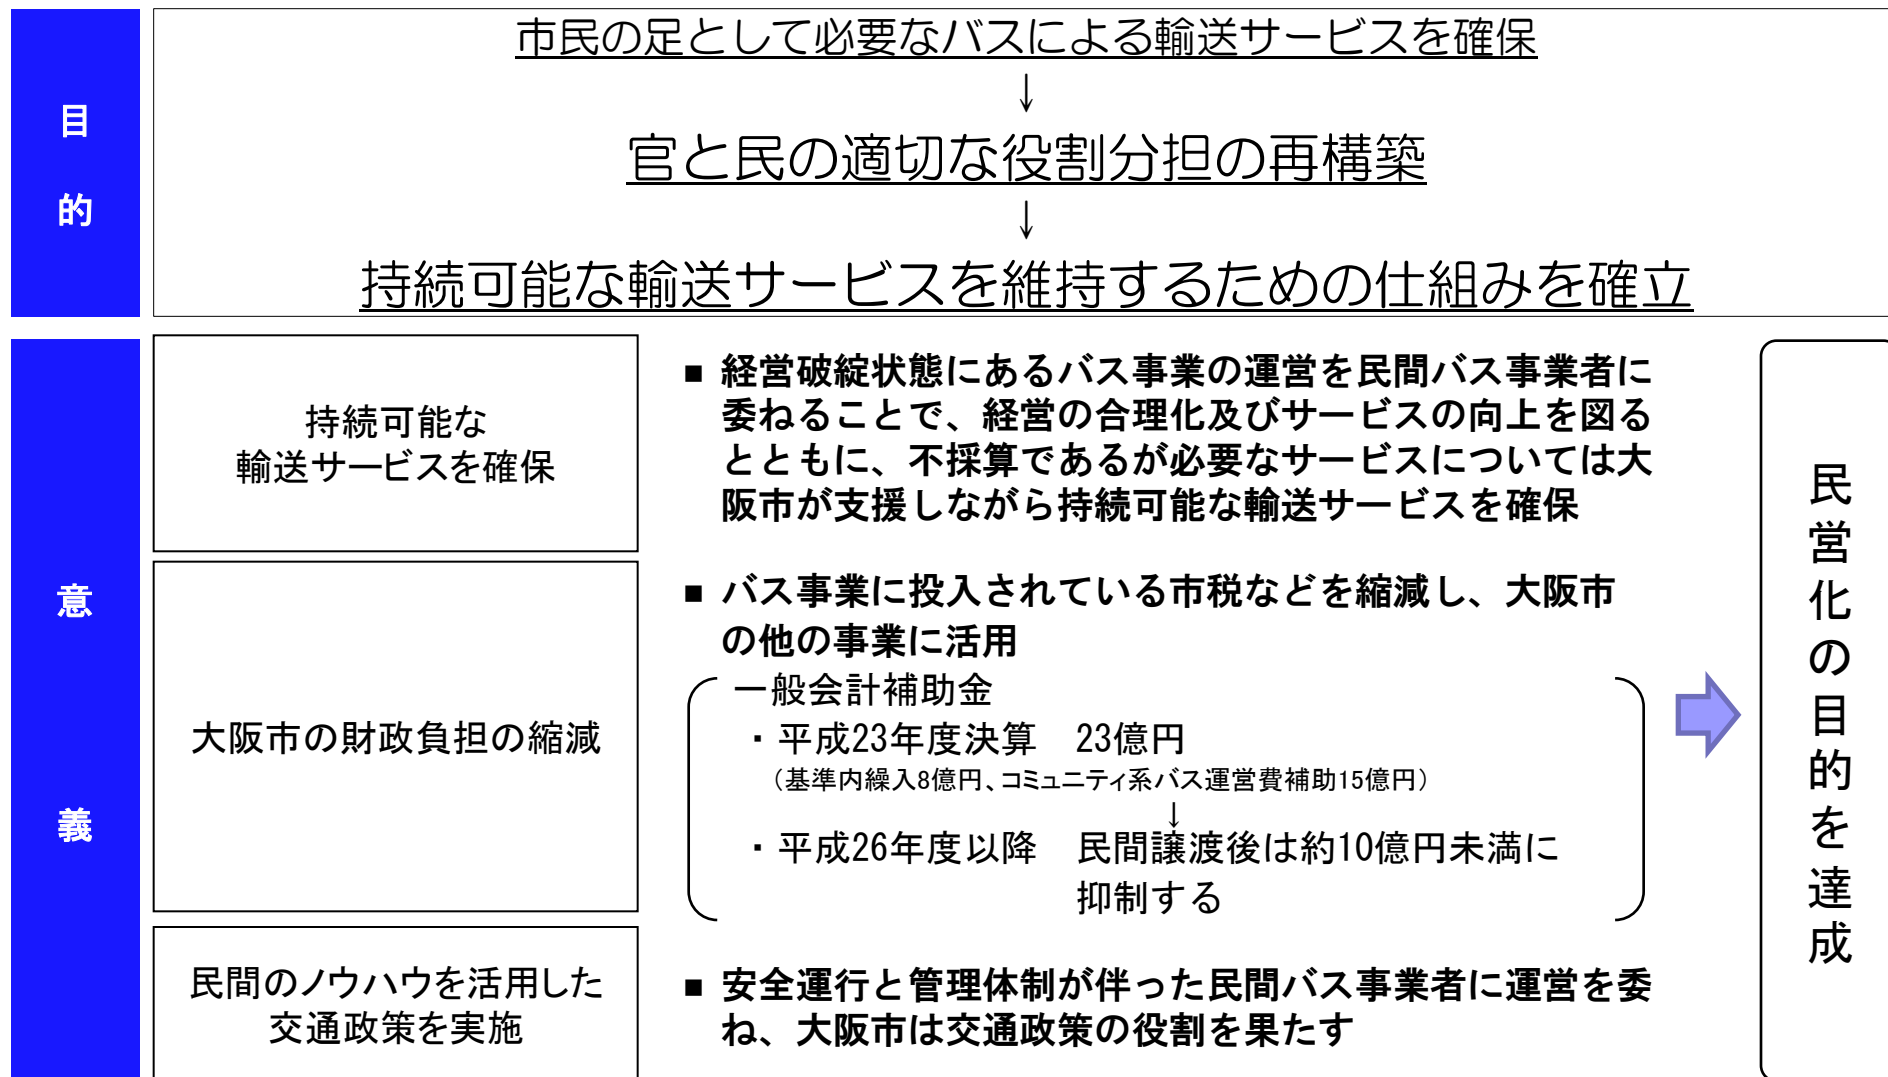 目的
市民の足として必要なバスによる輸送サービスを確保
↓
官と民の適切な役割分担の再構築
↓
持続可能な輸送サービスを維持するための仕組みを確立
意義
持続可能な
輸送サービスを確保
■ 経営破綻状態にあるバス事業の運営を民間バス事業者に
委ねることで、経営の合理化及びサービスの向上を図る
とともに、不採算であるが必要なサービスについては大
阪市が支援しながら持続可能な輸送サービスを確保
大阪市の財政負担の縮減
■ バス事業に投入されている市税などを縮減し、大阪市
の他の事業に活用
一般会計補助金
・平成23年度決算　23億円
（基準内繰入8億円、コミュニティ系バス運営費補助15億円）
↓
・平成26年度以降　民間譲渡後は約10億円未満に
抑制する
民間のノウハウを活用した
交通政策を実施
■ 安全運行と管理体制が伴った民間バス事業者に運営を委
ね、大阪市は交通政策の役割を果たす
民営化の目的を達成